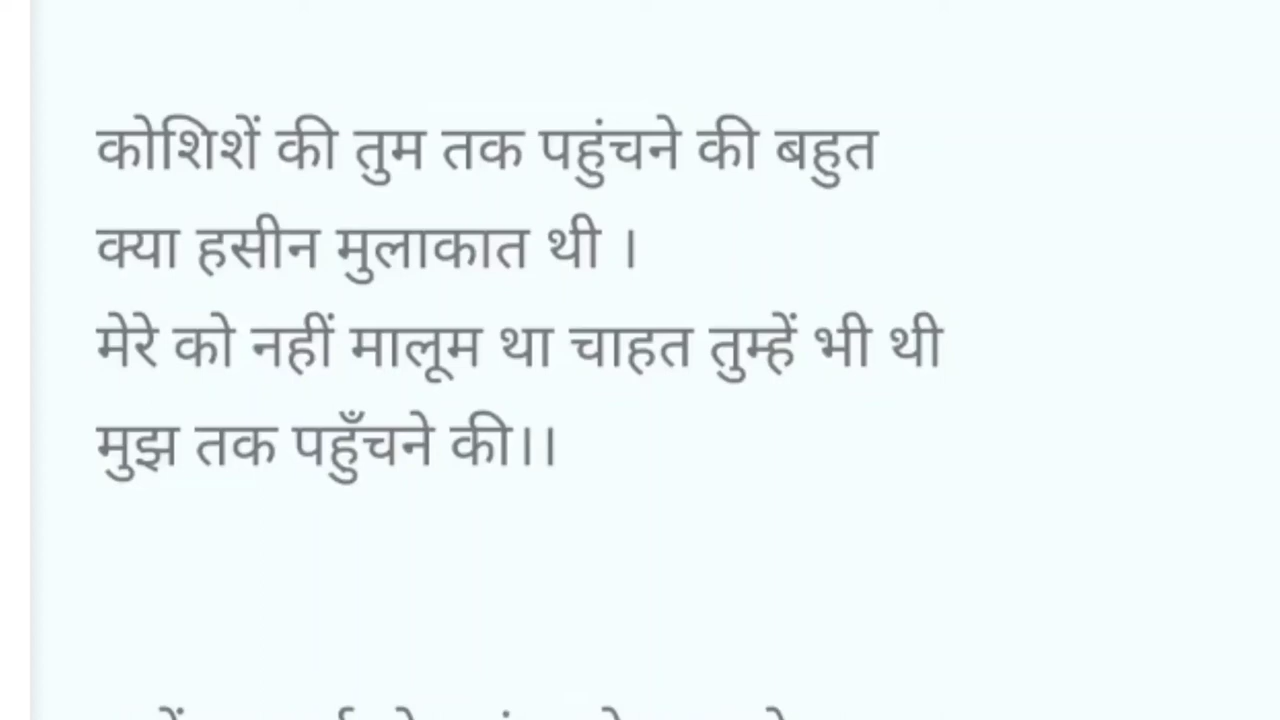 कोशिशें की तुम तक पहुंचने की बहुत
क्या हसीन मुलाकात थी ।
मेरे को नहीं मालूम था चाहत तुम्हें भी थी
मुझ तक पहुँचने की।।